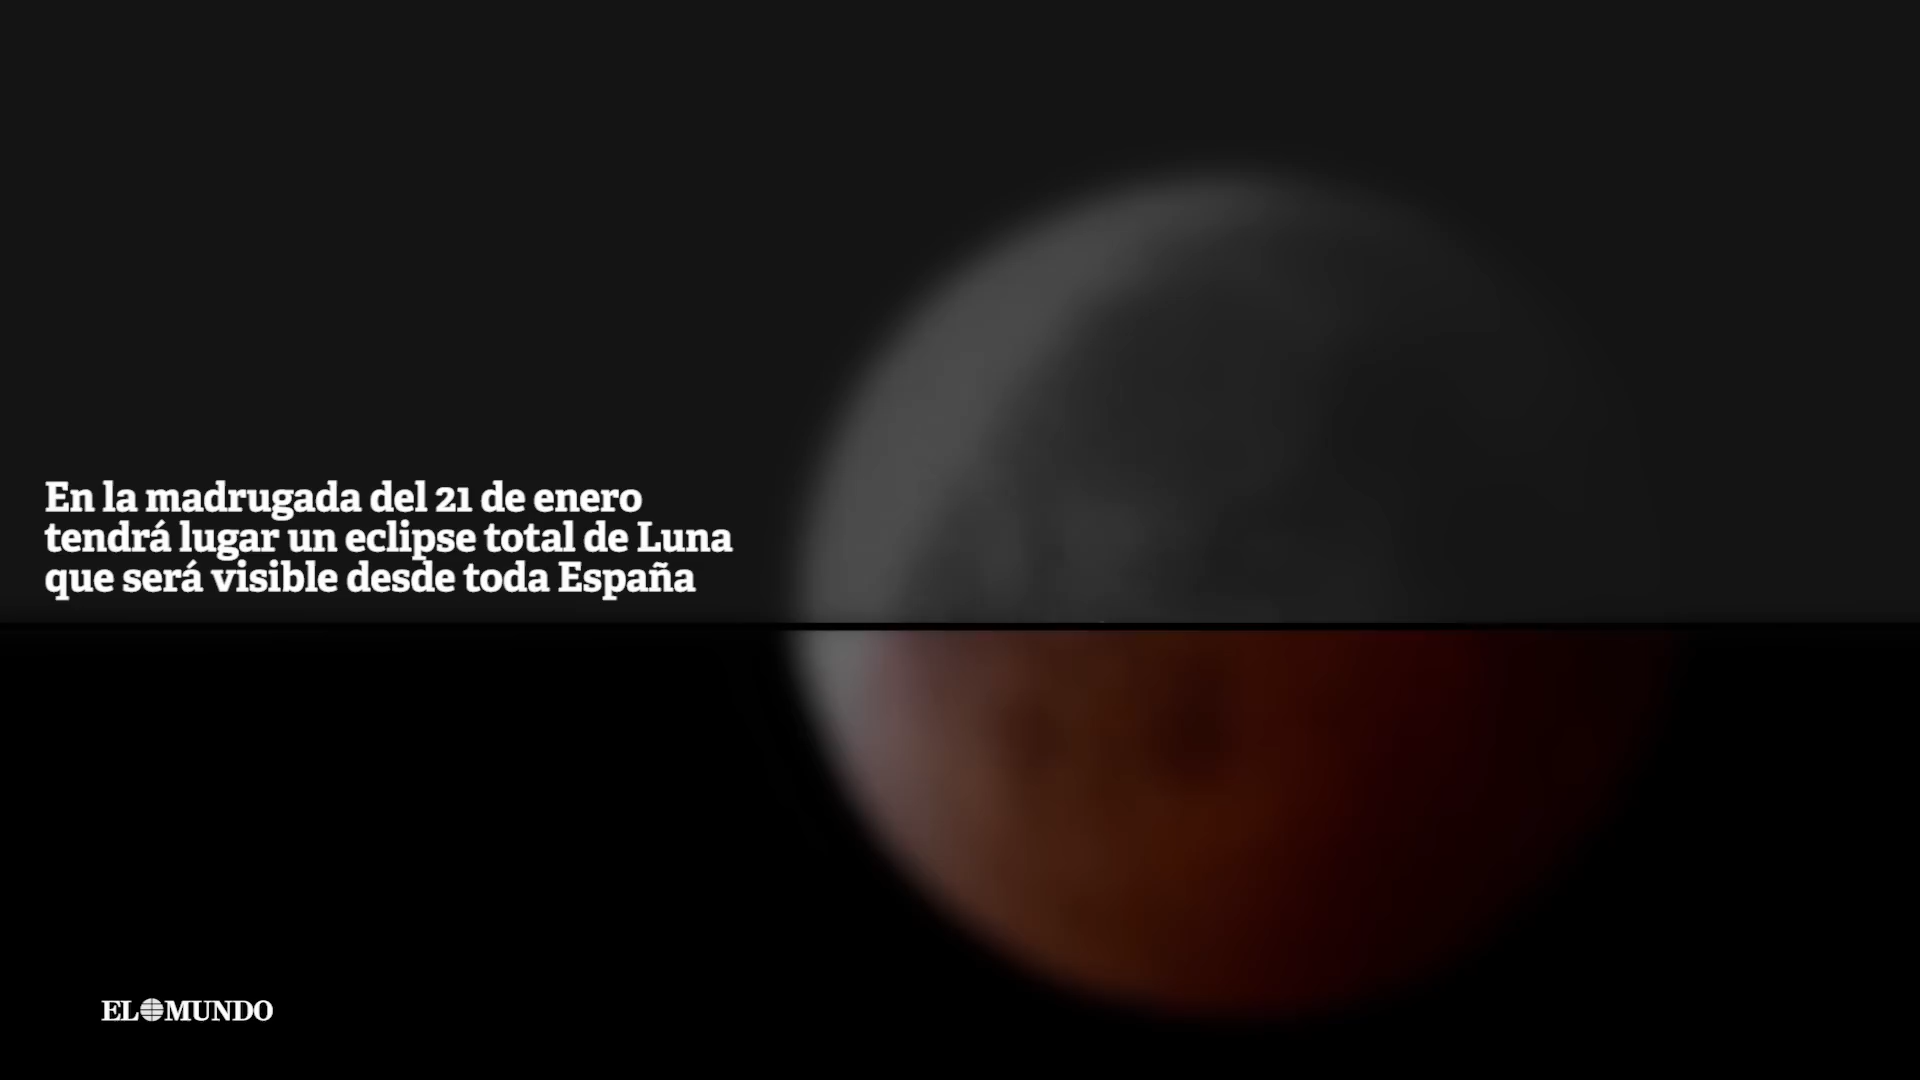 En la madrugada del 21 de enero
tendrá lugar un eclipse total de Luna
que será visible desde toda España
EL MUNDO